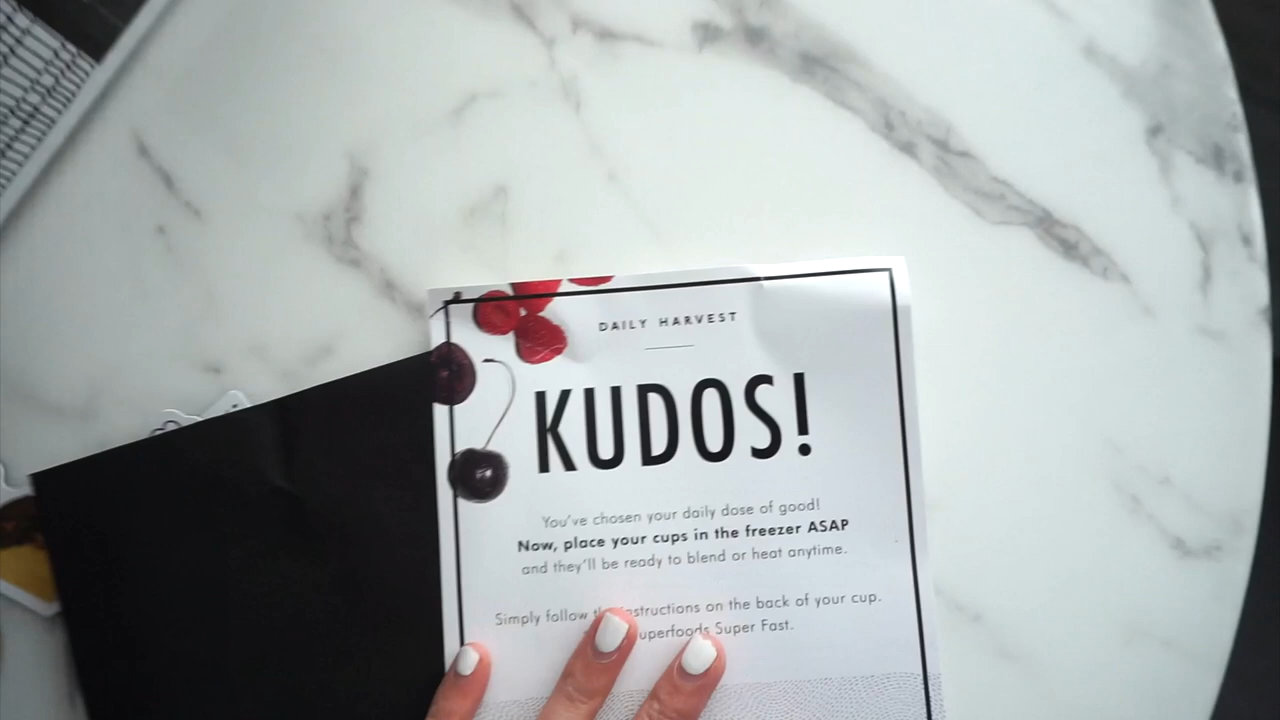 DAILY HARVEST
KUDOS!
You've chosen your daily dose of good!
Now, place your cups in the freezer ASAP
and they'll be ready to blend or heat anytime.
Simply follow instructions on the back of your cup.
Super Fast.